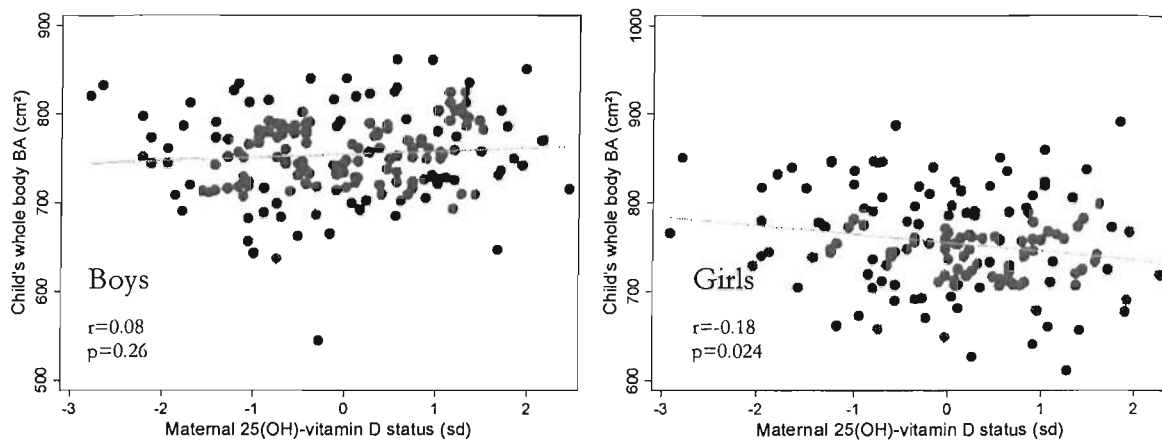 900
800
700
600
500
Child's whole body BA (cm²)
Boys
r=0.08
p=0.26
-3
-2
-1
0
1
2
Maternal 25(OH)-vitamin D status (sd)
1000
900
800
700
600
Child's whole body BA (cm²)
Girls
r=-0.18
p=0.024
-3
-2
-1
0
1
2
Maternal 25(OH)-vitamin D status (sd)